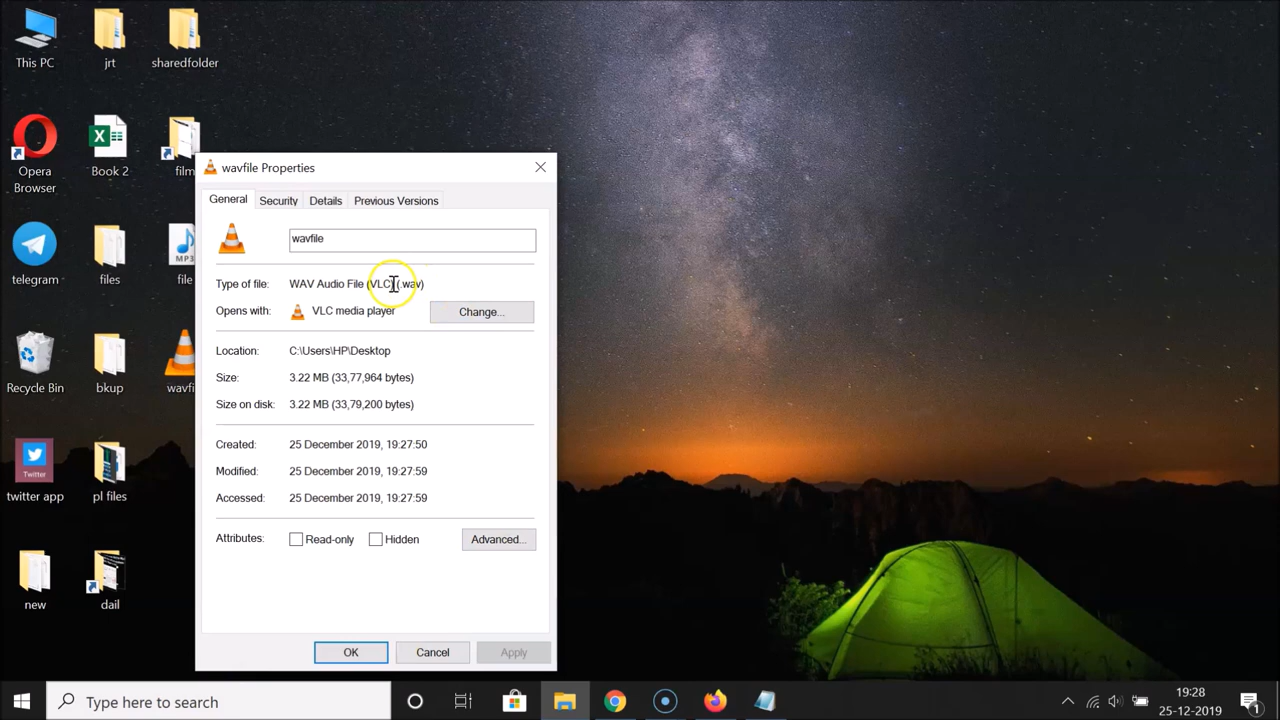 This PC
jrt
sharedfolder
Opera
Browser
Book 2
film
telegram
files
MP3
file
Recycle Bin
bkup
wavfi
Twitter
twitter app
pl files
new
dail
wavfile Properties
General
Security
Details
Previous Versions
wavfile
Type of file: WAV Audio File (VLC) (.wav)
Opens with: VLC media player Change...
Location: C:\Users\HP\Desktop
Size: 3.22 MB (33,77,964 bytes)
Size on disk: 3.22 MB (33,79,200 bytes)
Created: 25 December 2019, 19:27:50
Modified: 25 December 2019, 19:27:59
Accessed: 25 December 2019, 19:27:59
Attributes: Read-only Hidden Advanced...
OK Cancel Apply
Type here to search
19:28
25-12-2019
1